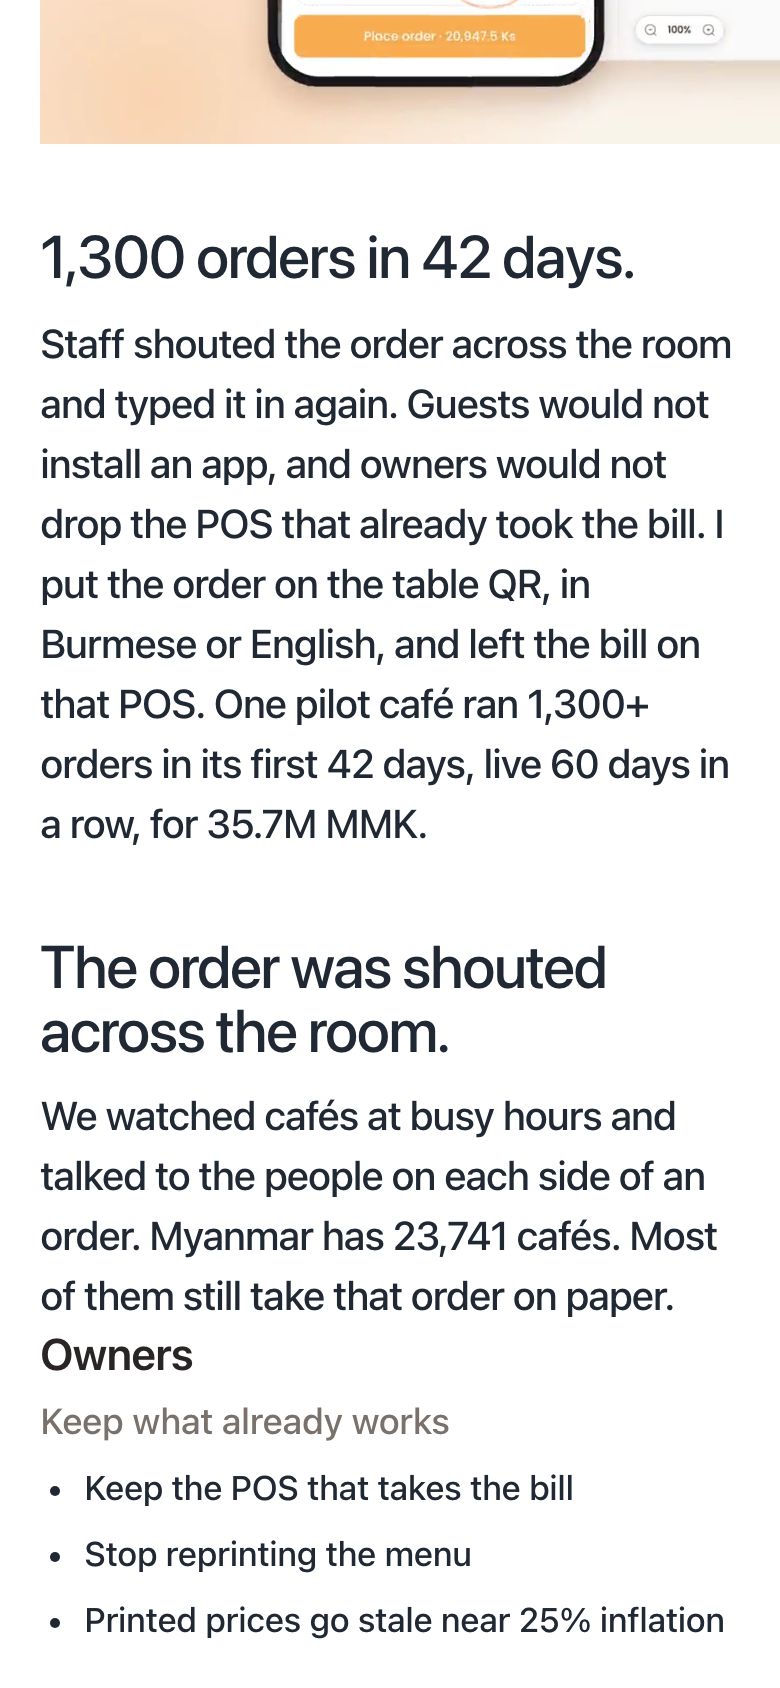 Place order · 20,947.5 Ks
100%
1,300 orders in 42 days.
Staff shouted the order across the room
and typed it in again. Guests would not
install an app, and owners would not
drop the POS that already took the bill. I
put the order on the table QR, in
Burmese or English, and left the bill on
that POS. One pilot café ran 1,300+
orders in its first 42 days, live 60 days in
a row, for 35.7M MMK.
The order was shouted
across the room.
We watched cafés at busy hours and
talked to the people on each side of an
order. Myanmar has 23,741 cafés. Most
of them still take that order on paper.
Owners
Keep what already works
• Keep the POS that takes the bill
• Stop reprinting the menu
• Printed prices go stale near 25% inflation